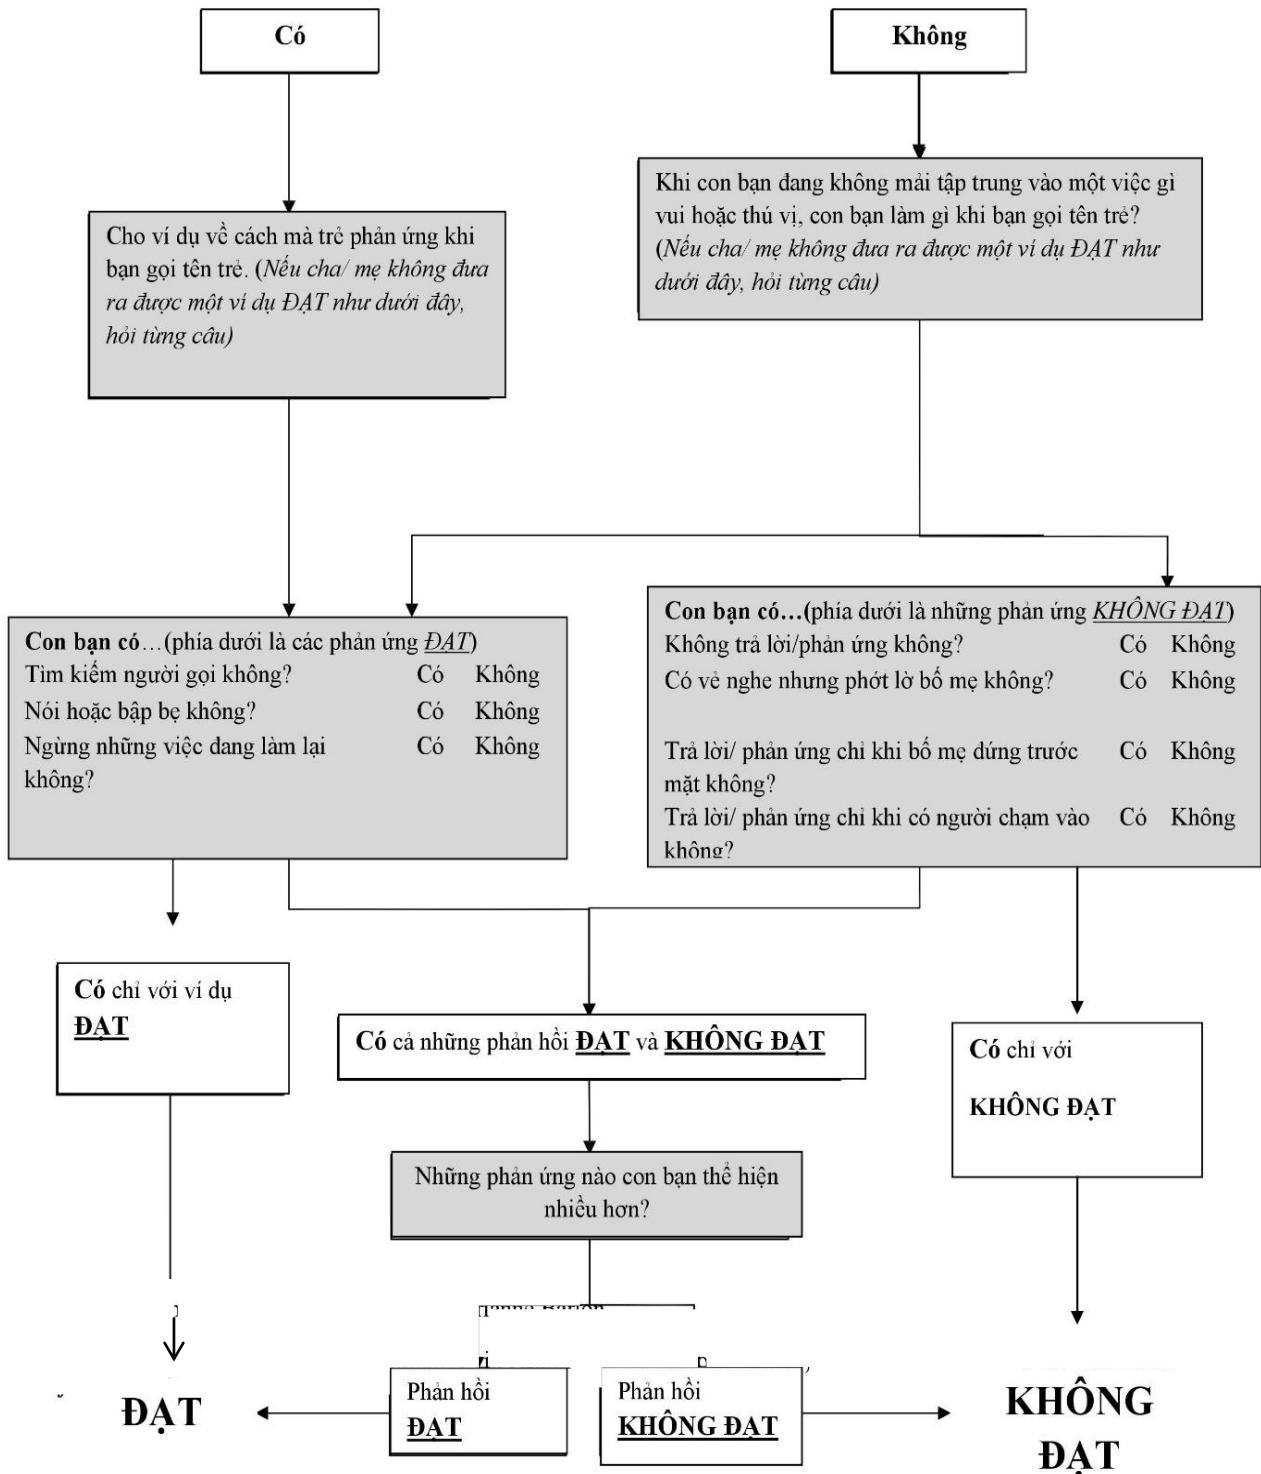 Có
Không
Khi con bạn đang không mải tập trung vào một việc gì
vui hoặc thú vị, con bạn làm gì khi bạn gọi tên trẻ?
(Nếu cha/ mẹ không đưa ra được một ví dụ ĐẠT như
dưới đây, hỏi từng câu)
Cho ví dụ về cách mà trẻ phản ứng khi
bạn gọi tên trẻ. (Nếu cha/ mẹ không đưa
ra được một ví dụ ĐẠT như dưới đây,
hỏi từng câu)
Con bạn có…(phía dưới là các phản ứng ĐẠT)
Tìm kiếm người gọi không? Có Không
Nói hoặc bập bẹ không? Có Không
Ngừng những việc đang làm lại Có Không
không?
Con bạn có…(phía dưới là những phản ứng KHÔNG ĐẠT)
Không trả lời/phản ứng không? Có Không
Có vẻ nghe nhưng phớt lờ bố mẹ không? Có Không
Trả lời/ phản ứng chỉ khi bố mẹ đứng trước Có Không
mặt không?
Trả lời/ phản ứng chỉ khi có người chạm vào Có Không
không?
Có chỉ với ví dụ
ĐẠT
Có cả những phản hồi ĐẠT và KHÔNG ĐẠT
Có chỉ với
KHÔNG ĐẠT
Những phản ứng nào con bạn thể hiện
nhiều hơn?
Phản hồi
ĐẠT
Phản hồi
KHÔNG ĐẠT
ĐẠT
KHÔNG
ĐẠT